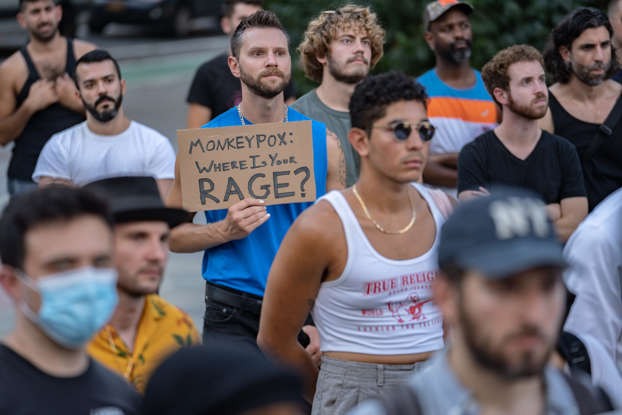 MONKEYPOX:
WHERE IS YOUR
RAGE?
TRUE RELIGION
NY